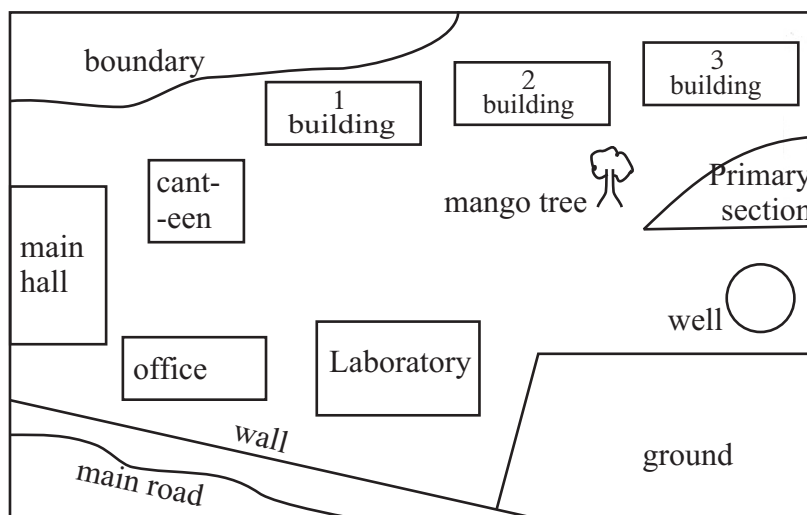 boundary
1
building
2
building
3
building
cant-
-een
mango tree
Primary
section
main
hall
well
office
Laboratory
wall
main road
ground